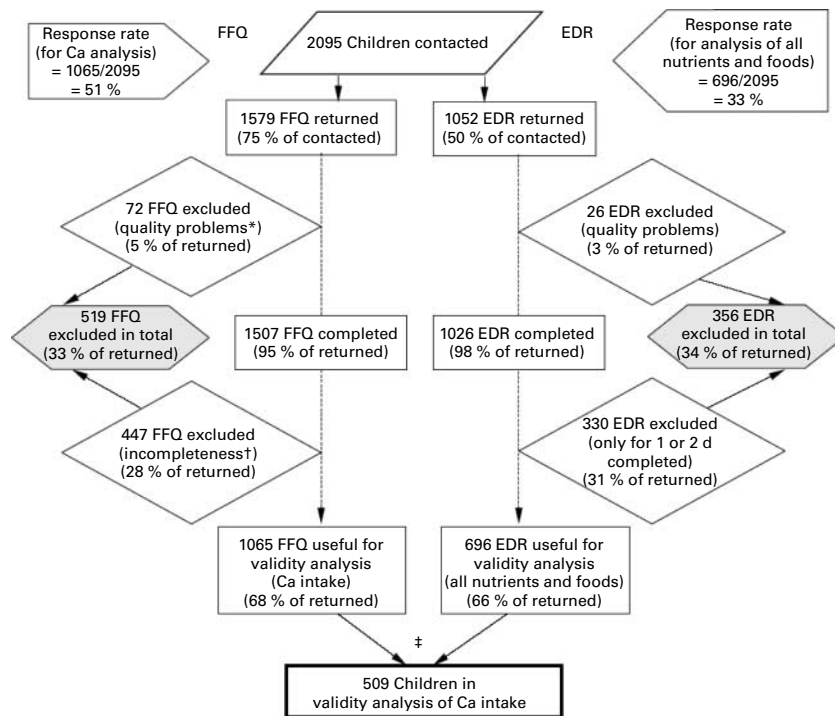 Response rate
(for Ca analysis)
= 1065/2095
= 51 %
FFQ
2095 Children contacted
EDR
Response rate
(for analysis of all
nutrients and foods)
= 696/2095
= 33 %
1579 FFQ returned
(75 % of contacted)
1052 EDR returned
(50 % of contacted)
72 FFQ excluded
(quality problems*)
(5 % of returned)
26 EDR excluded
(quality problems)
(3 % of returned)
519 FFQ
excluded in total
(33 % of returned)
1507 FFQ completed
(95 % of returned)
1026 EDR completed
(98 % of returned)
356 EDR
excluded in total
(34 % of returned)
447 FFQ excluded
(incompleteness†)
(28 % of returned)
330 EDR excluded
(only for 1 or 2 d
completed)
(31 % of returned)
1065 FFQ useful for
validity analysis
(Ca intake)
(68 % of returned)
696 EDR useful for
validity analysis
(all nutrients and foods)
(66 % of returned)
‡
509 Children in
validity analysis of Ca intake